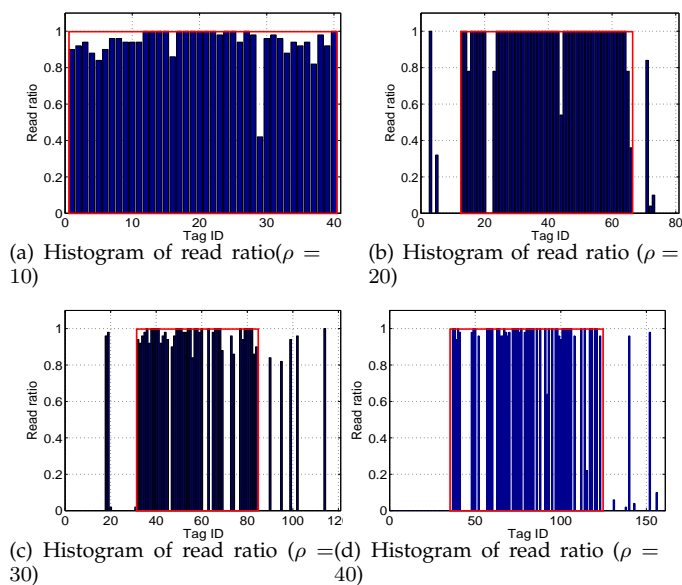 1
0.8
0.6
0.4
0.2
0
Read ratio
0 10 20 30 40
Tag ID
(a) Histogram of read ratio(ρ =
10)
1
0.8
0.6
0.4
0.2
0
Read ratio
0 20 40 60 80
Tag ID
(b) Histogram of read ratio (ρ =
20)
1
0.8
0.6
0.4
0.2
0
Read ratio
0 20 40 60 80 100
Tag ID
(c) Histogram of read ratio (ρ =
30)
1
0.8
0.6
0.4
0.2
0
Read ratio
50 100 150
Tag ID
(d) Histogram of read ratio (ρ =
40)